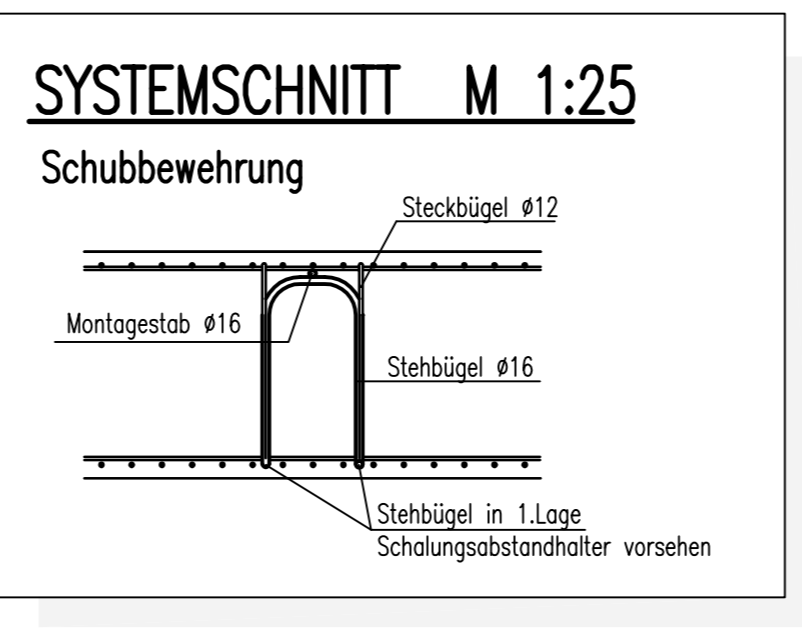 SYSTEMSCHNITT M 1:25
Schubbewehrung
Steckbügel ø12
Montagestab ø16
Stehbügel ø16
Stehbügel in 1.Lage
Schalungsabstandhalter vorsehen